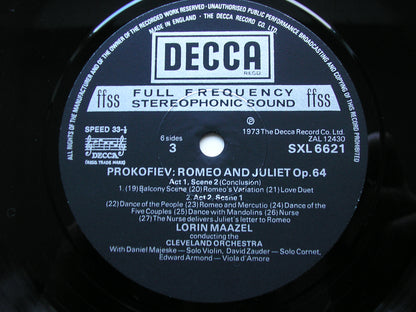 ALL RIGHTS OF THE MANUFACTURER AND OF THE OWNER OF THE RECORDED WORK RESERVED · UNAUTHORISED PUBLIC PERFORMANCE BROADCASTING AND COPYING OF THIS RECORD PROHIBITED
MADE IN ENGLAND · THE DECCA RECORD CO LTD.
DECCA
REGD.
ffss FULL FREQUENCY ffss
STEREOPHONIC SOUND
SPEED 33-⅓
DECCA
(REGD. TRADE MARK)
6 sides
3
℗
1973 The Decca Record Co. Ltd.
ZAL 12430
SXL 6621
PROKOFIEV: ROMEO AND JULIET Op. 64
Act 1, Scene 2 (Conclusion)
1. (19) Balcony Scene (20) Romeo's Variation (21) Love Duet
2. Act 2, Scene 1
(22) Dance of the People (23) Romeo and Mercutio (24) Dance of the
Five Couples (25) Dance with Mandolins (26) Nurse
(27) The Nurse delivers Juliet's letter to Romeo
LORIN MAAZEL
conducting the
CLEVELAND ORCHESTRA
With Daniel Majeske - Solo Violin, David Zauder - Solo Cornet,
Edward Armond - Viola d'Amore